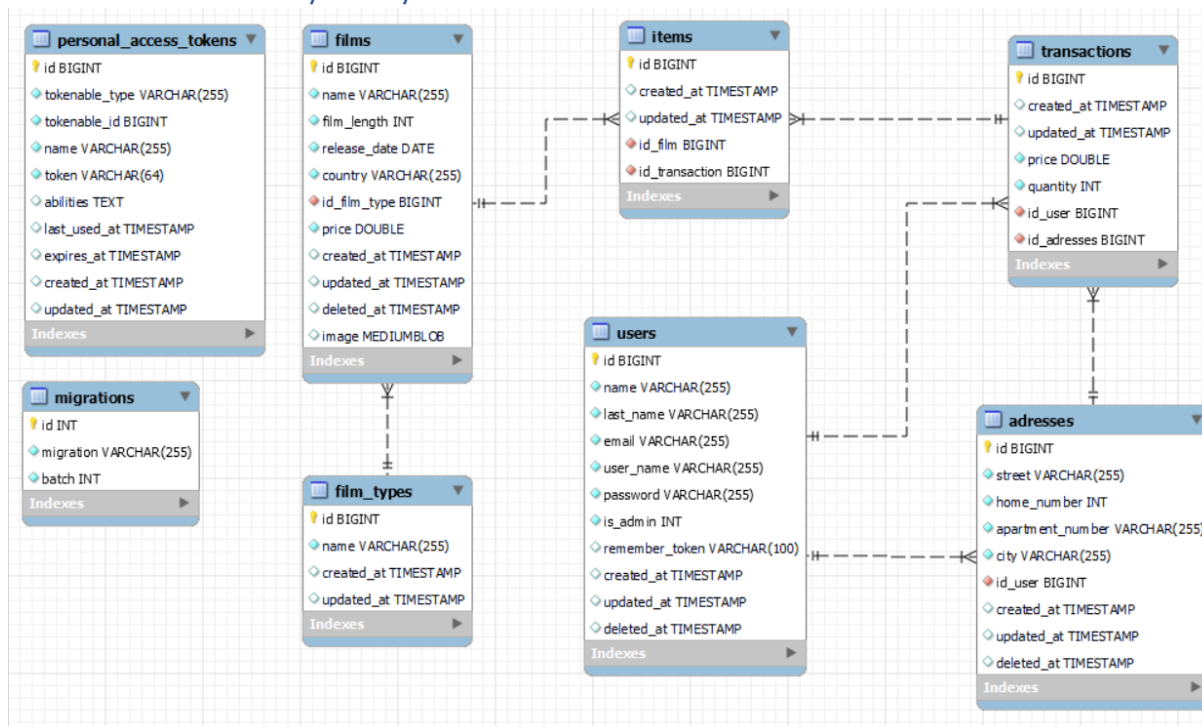 personal_access_tokens
id BIGINT
tokenable_type VARCHAR(255)
tokenable_id BIGINT
name VARCHAR(255)
token VARCHAR(64)
abilities TEXT
last_used_at TIMESTAMP
expires_at TIMESTAMP
created_at TIMESTAMP
updated_at TIMESTAMP
Indexes
migrations
id INT
migration VARCHAR(255)
batch INT
Indexes
films
id BIGINT
name VARCHAR(255)
film_length INT
release_date DATE
country VARCHAR(255)
id_film_type BIGINT
price DOUBLE
created_at TIMESTAMP
updated_at TIMESTAMP
deleted_at TIMESTAMP
image MEDIUMBLOB
Indexes
film_types
id BIGINT
name VARCHAR(255)
created_at TIMESTAMP
updated_at TIMESTAMP
Indexes
items
id BIGINT
created_at TIMESTAMP
updated_at TIMESTAMP
id_film BIGINT
id_transaction BIGINT
Indexes
users
id BIGINT
name VARCHAR(255)
last_name VARCHAR(255)
email VARCHAR(255)
user_name VARCHAR(255)
password VARCHAR(255)
is_admin INT
remember_token VARCHAR(100)
created_at TIMESTAMP
updated_at TIMESTAMP
deleted_at TIMESTAMP
Indexes
transactions
id BIGINT
created_at TIMESTAMP
updated_at TIMESTAMP
price DOUBLE
quantity INT
id_user BIGINT
id_adresses BIGINT
Indexes
adresses
id BIGINT
street VARCHAR(255)
home_number INT
apartment_number VARCHAR(255)
city VARCHAR(255)
id_user BIGINT
created_at TIMESTAMP
updated_at TIMESTAMP
deleted_at TIMESTAMP
Indexes